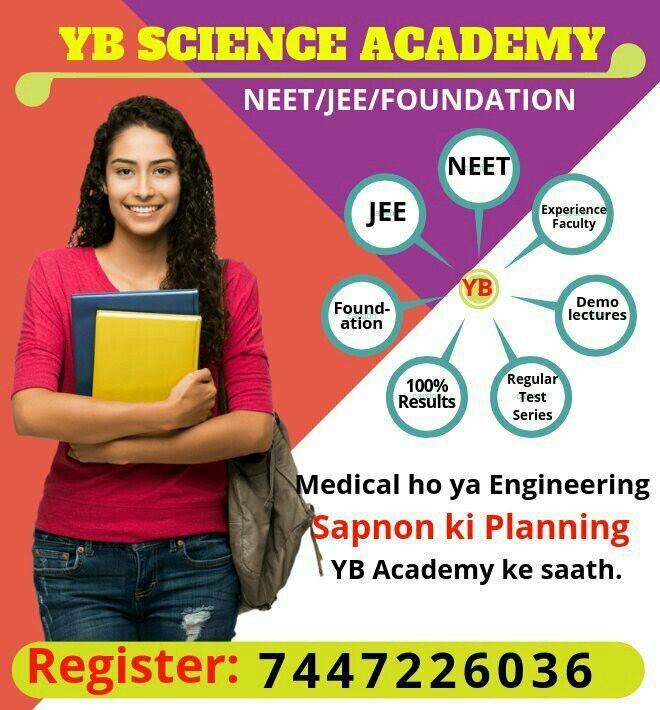 YB SCIENCE ACADEMY
NEET/JEE/FOUNDATION
NEET
JEE
Experience
Faculty
YB
Found-
ation
Demo
lectures
100%
Results
Regular
Test
Series
Medical ho ya Engineering
Sapnon ki Planning
YB Academy ke saath.
Register: 7447226036